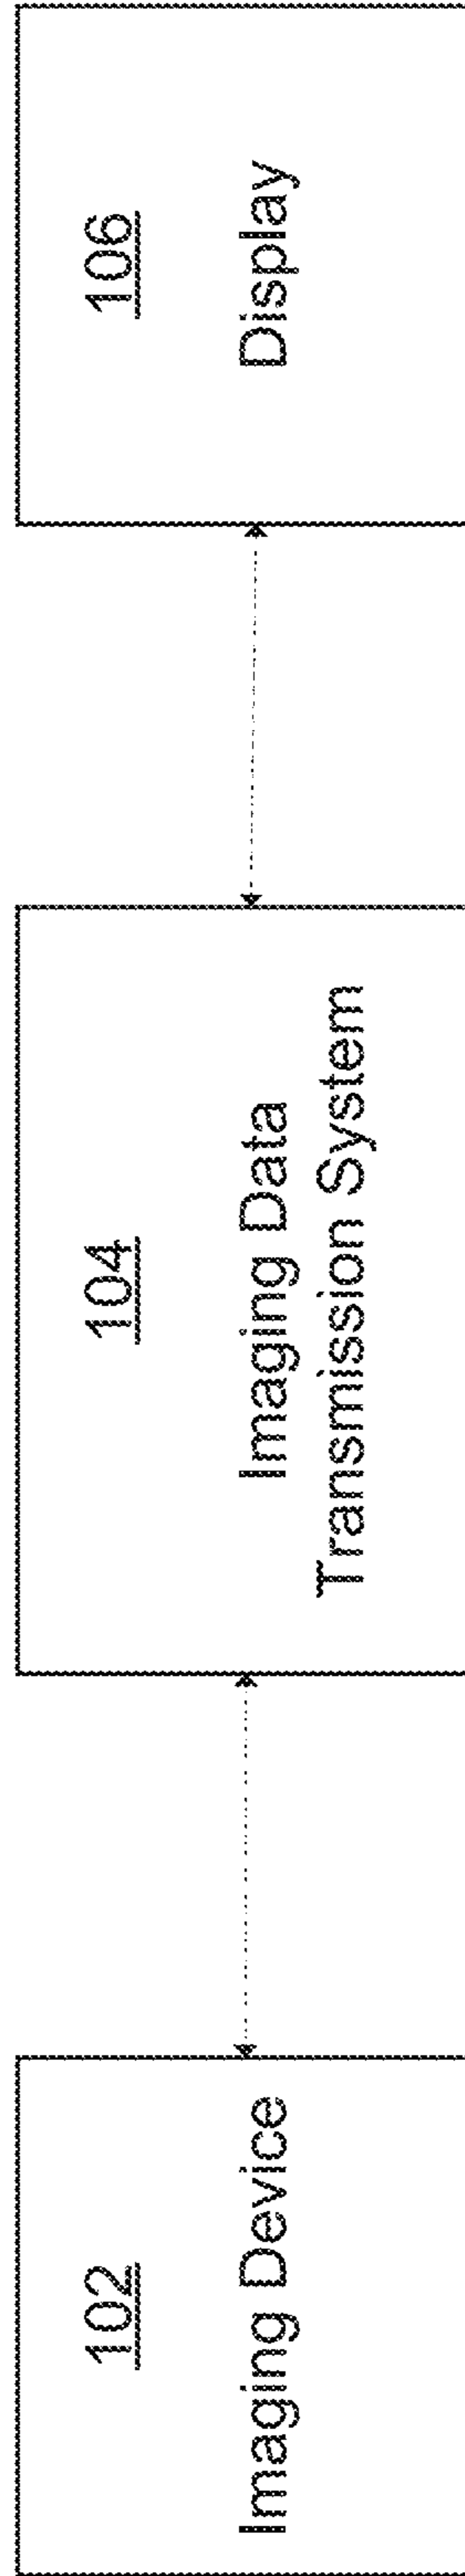 102
Imaging Device
104
Imaging Data
Transmission System
106
Display